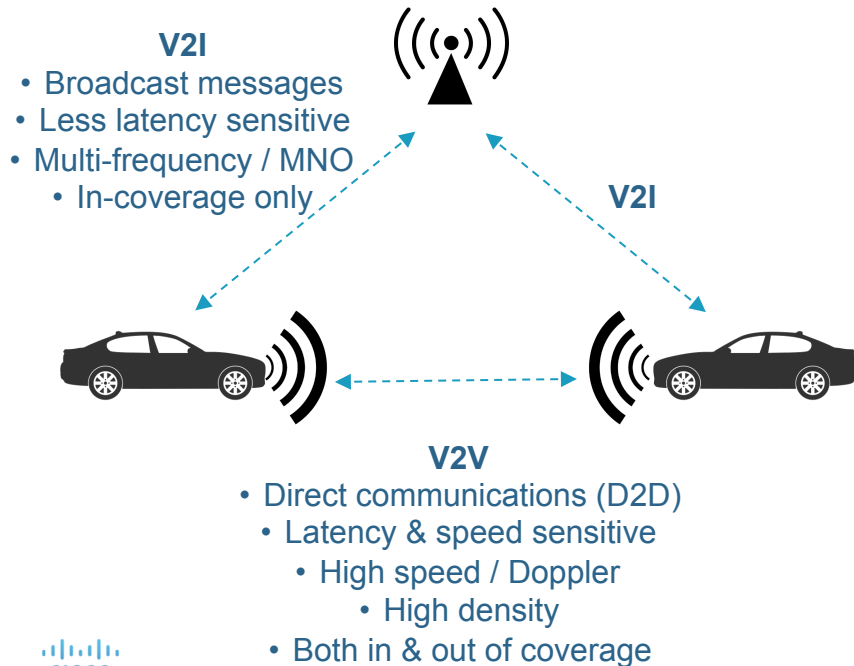 V2I
• Broadcast messages
• Less latency sensitive
• Multi-frequency / MNO
• In-coverage only
V2I
V2V
• Direct communications (D2D)
• Latency & speed sensitive
• High speed / Doppler
• High density
• Both in & out of coverage